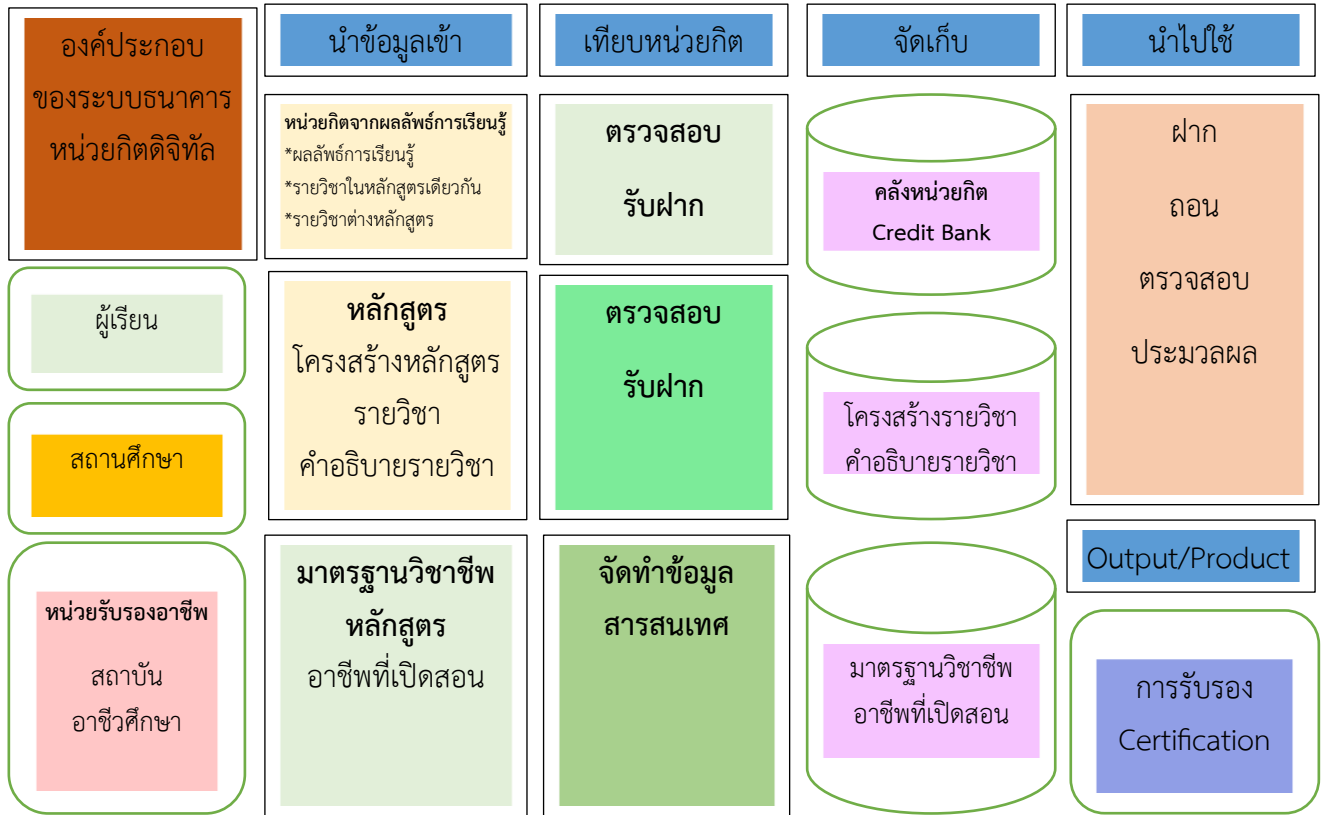 องค์ประกอบ
ของระบบธนาคาร
หน่วยกิตดิจิทัล
นำข้อมูลเข้า
เทียบหน่วยกิต
จัดเก็บ
นำไปใช้
หน่วยกิตจากผลลัพธ์การเรียนรู้
*ผลลัพธ์การเรียนรู้
*รายวิชาในหลักสูตรเดียวกัน
*รายวิชาต่างหลักสูตร
ตรวจสอบ
รับฝาก
คลังหน่วยกิต
Credit Bank
ฝาก
ถอน
ตรวจสอบ
ประมวลผล
ผู้เรียน
หลักสูตร
โครงสร้างหลักสูตร
รายวิชา
คำอธิบายรายวิชา
ตรวจสอบ
รับฝาก
โครงสร้างรายวิชา
คำอธิบายรายวิชา
สถานศึกษา
หน่วยรับรองอาชีพ
สถาบัน
อาชีวศึกษา
มาตรฐานวิชาชีพ
หลักสูตร
อาชีพที่เปิดสอน
จัดทำข้อมูล
สารสนเทศ
มาตรฐานวิชาชีพ
อาชีพที่เปิดสอน
Output/Product
การรับรอง
Certification